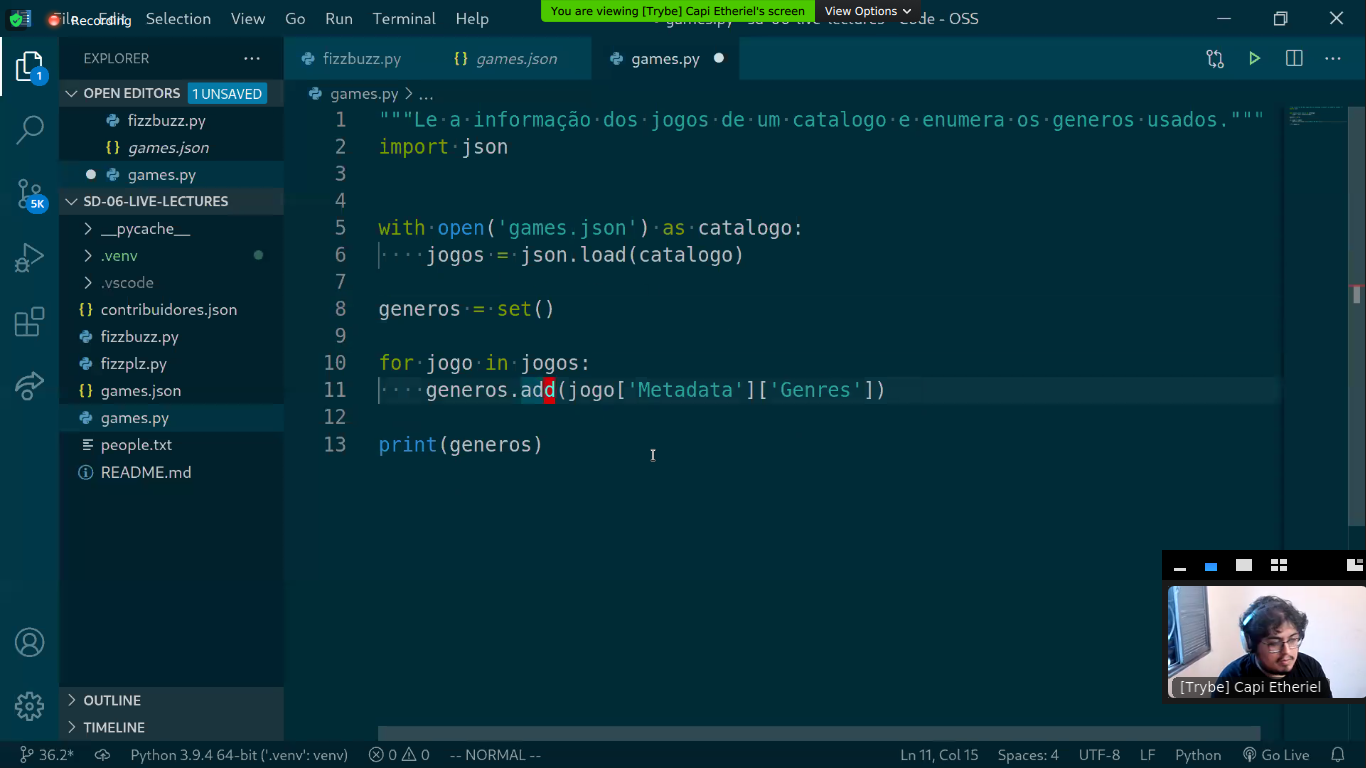 Recording
File Edit Selection View Go Run Terminal Help
You are viewing [Trybe] Capi Etheriel's screen
View Options
Code - OSS
EXPLORER
fizzbuzz.py
games.json
games.py
1
OPEN EDITORS
1 UNSAVED
fizzbuzz.py
games.json
games.py
SD-06-LIVE-LECTURES
5K
__pycache__
.venv
.vscode
contribuidores.json
fizzbuzz.py
fizzplz.py
games.json
games.py
people.txt
README.md
OUTLINE
TIMELINE
games.py > ...
1 """Le a informação dos jogos de um catalogo e enumera os generos usados."""
2 import json
3
4
5 with open('games.json') as catalogo:
6     jogos = json.load(catalogo)
7
8 generos = set()
9
10 for jogo in jogos:
11     generos.add(jogo['Metadata']['Genres'])
12
13 print(generos)
[Trybe] Capi Etheriel
36.2*
Python 3.9.4 64-bit ('.venv': venv)
0
0
-- NORMAL --
Ln 11, Col 15
Spaces: 4
UTF-8
LF
Python
Go Live